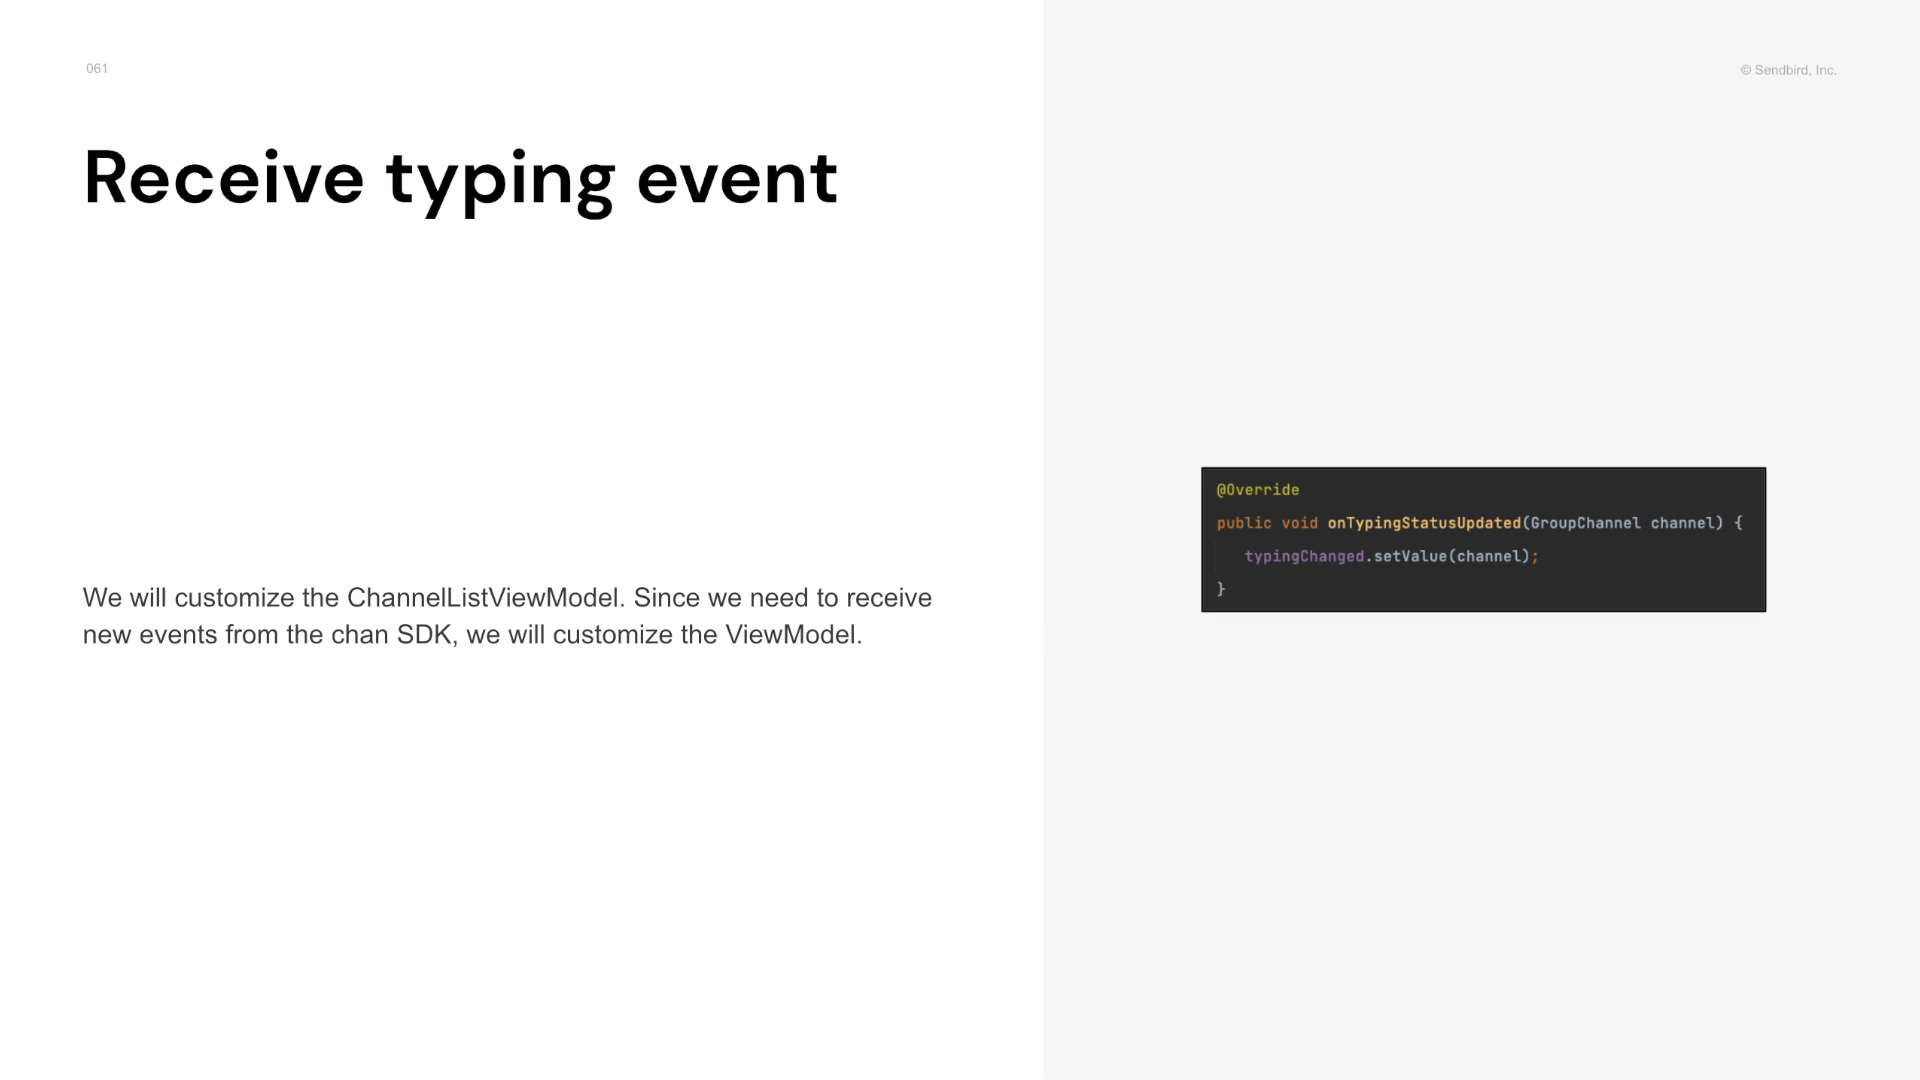 061
© Sendbird, Inc.
Receive typing event
We will customize the ChannelListViewModel. Since we need to receive
new events from the chan SDK, we will customize the ViewModel.
@Override
public void onTypingStatusUpdated(GroupChannel channel) {
typingChanged.setValue(channel);
}